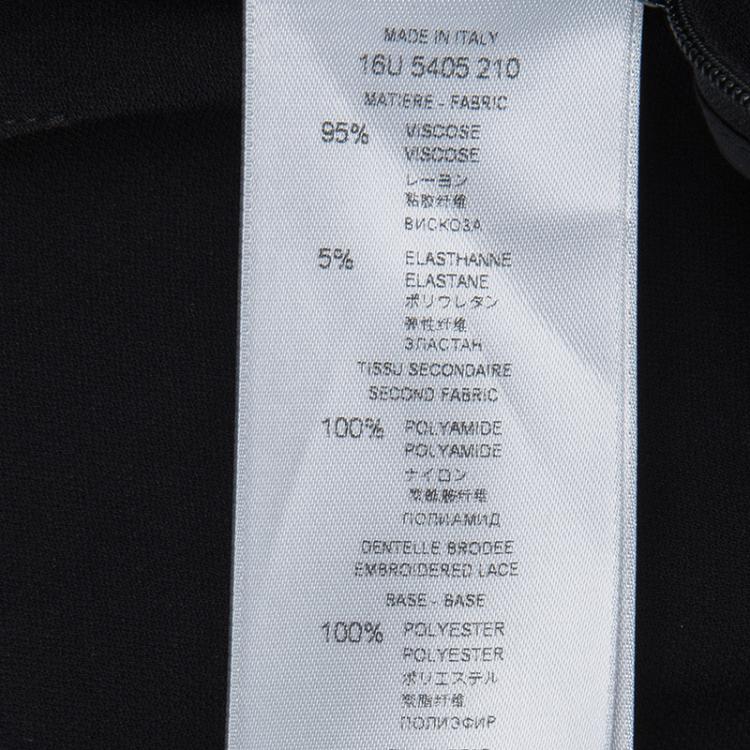 MADE IN ITALY
16U 5405 210
MATIERE - FABRIC
95% VISCOSE
VISCOSE
レーヨン
粘胶纤维
ВИСКОЗА
5% ELASTHANNE
ELASTANE
ポリウレタン
弹性纤维
ЭЛАСТАН
TISSU SECONDAIRE
SECOND FABRIC
100% POLYAMIDE
POLYAMIDE
ナイロン
聚酰胺纤维
ПОЛИАМИД
DENTELLE BRODEE
EMBROIDERED LACE
BASE - BASE
100% POLYESTER
POLYESTER
ポリエステル
聚脂纤维
ПОЛИЭФИР